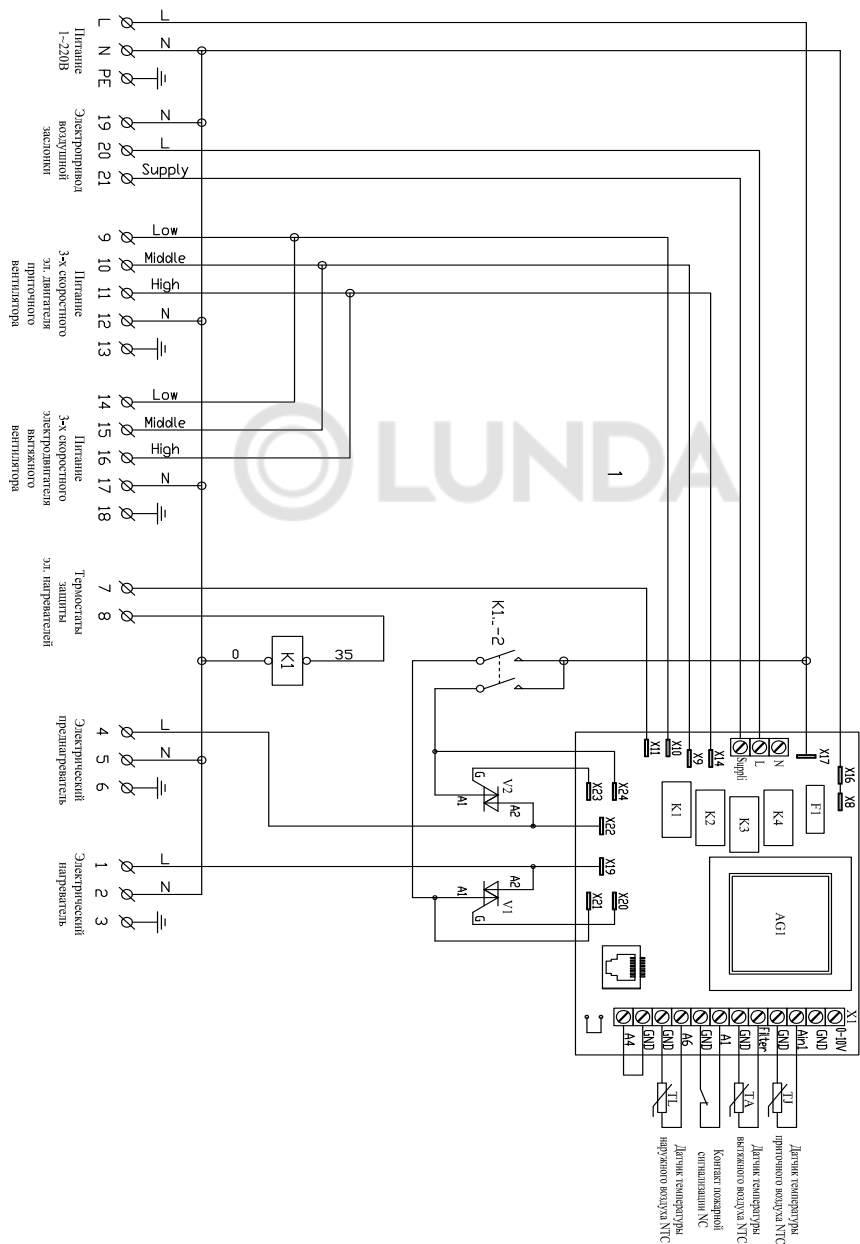 L
L
N
N
PE
Питание
1~220В
19
N
20
L
21
Supply
Электропривод
воздушной
заслонки
9
Low
10
Middle
11
High
12
N
13
Питание
3-х скоростного
эл. двигателя
приточного
вентилятора
14
Low
15
Middle
16
High
17
N
18
Питание
3-х скоростного
электродвигателя
вытяжного
вентилятора
7
8
Термостаты
защиты
эл. нагревателей
0
K1
35
4
L
5
N
6
Электрический
преднагреватель
1
L
2
N
3
Электрический
нагреватель
LUNDA
1
K1.-2
G
V2
A1
A2
A2
A1
V1
G
X11
X10
X9
X14
Suppli
L
N
X17
X16
X8
X23
X24
X22
X19
X21
X20
K1
K2
K3
K4
F1
AG1
X1
0-10V
GND
Ain1
GND
Filter
GND
A1
GND
A6
GND
GND
A4
TJ
Датчик температуры
приточного воздуха NTC
TA
Датчик температуры
вытяжного воздуха NTC
Контакт пожарной
сигнализации NC
TL
Датчик температуры
наружного воздуха NTC